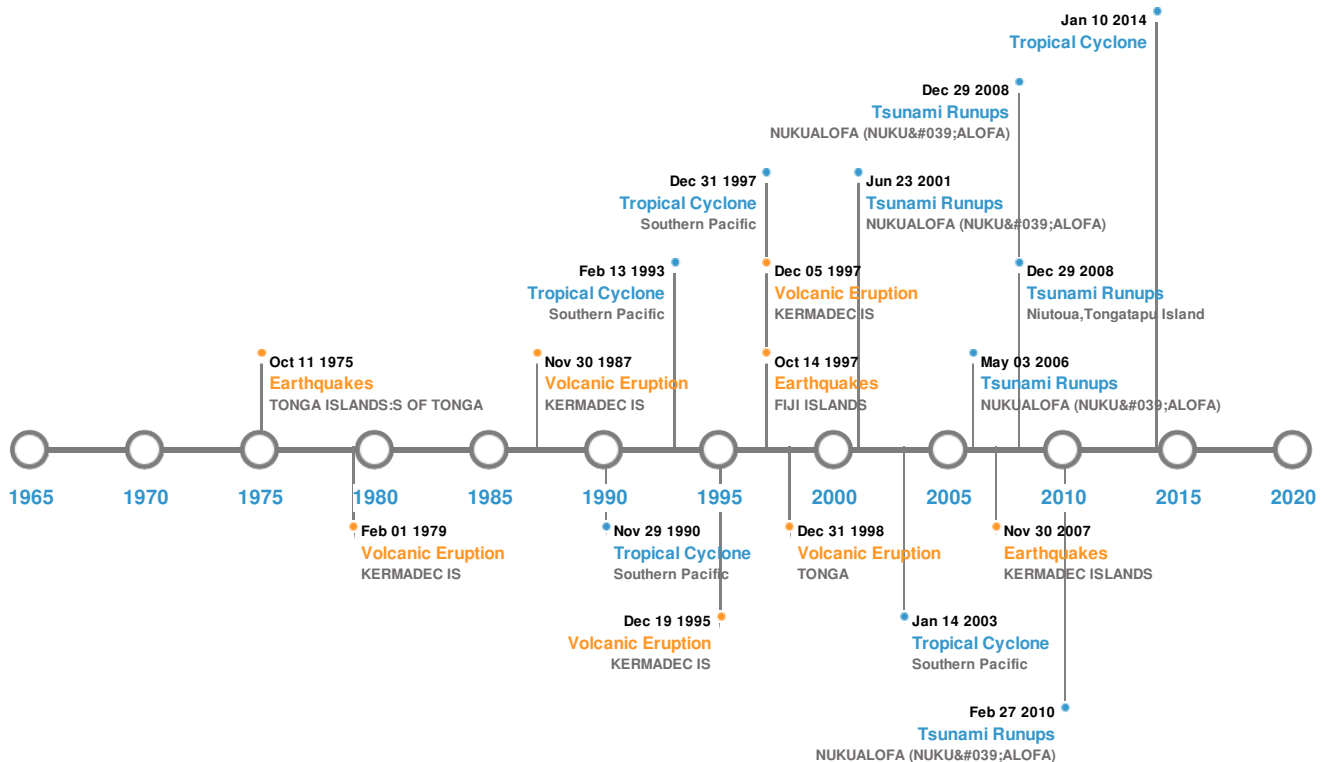 Jan 10 2014
Tropical Cyclone
Dec 29 2008
Tsunami Runups
NUKUALOFA (NUKU&#039;ALOFA)
Dec 31 1997
Tropical Cyclone
Southern Pacific
Jun 23 2001
Tsunami Runups
NUKUALOFA (NUKU&#039;ALOFA)
Feb 13 1993
Tropical Cyclone
Southern Pacific
Dec 05 1997
Volcanic Eruption
KERMADEC IS
Dec 29 2008
Tsunami Runups
Niutoua,Tongatapu Island
Oct 11 1975
Earthquakes
TONGA ISLANDS:S OF TONGA
Nov 30 1987
Volcanic Eruption
KERMADEC IS
Oct 14 1997
Earthquakes
FIJI ISLANDS
May 03 2006
Tsunami Runups
NUKUALOFA (NUKU&#039;ALOFA)
1965 1970 1975 1980 1985 1990 1995 2000 2005 2010 2015 2020
Feb 01 1979
Volcanic Eruption
KERMADEC IS
Nov 29 1990
Tropical Cyclone
Southern Pacific
Dec 31 1998
Volcanic Eruption
TONGA
Nov 30 2007
Earthquakes
KERMADEC ISLANDS
Dec 19 1995
Volcanic Eruption
KERMADEC IS
Jan 14 2003
Tropical Cyclone
Southern Pacific
Feb 27 2010
Tsunami Runups
NUKUALOFA (NUKU&#039;ALOFA)